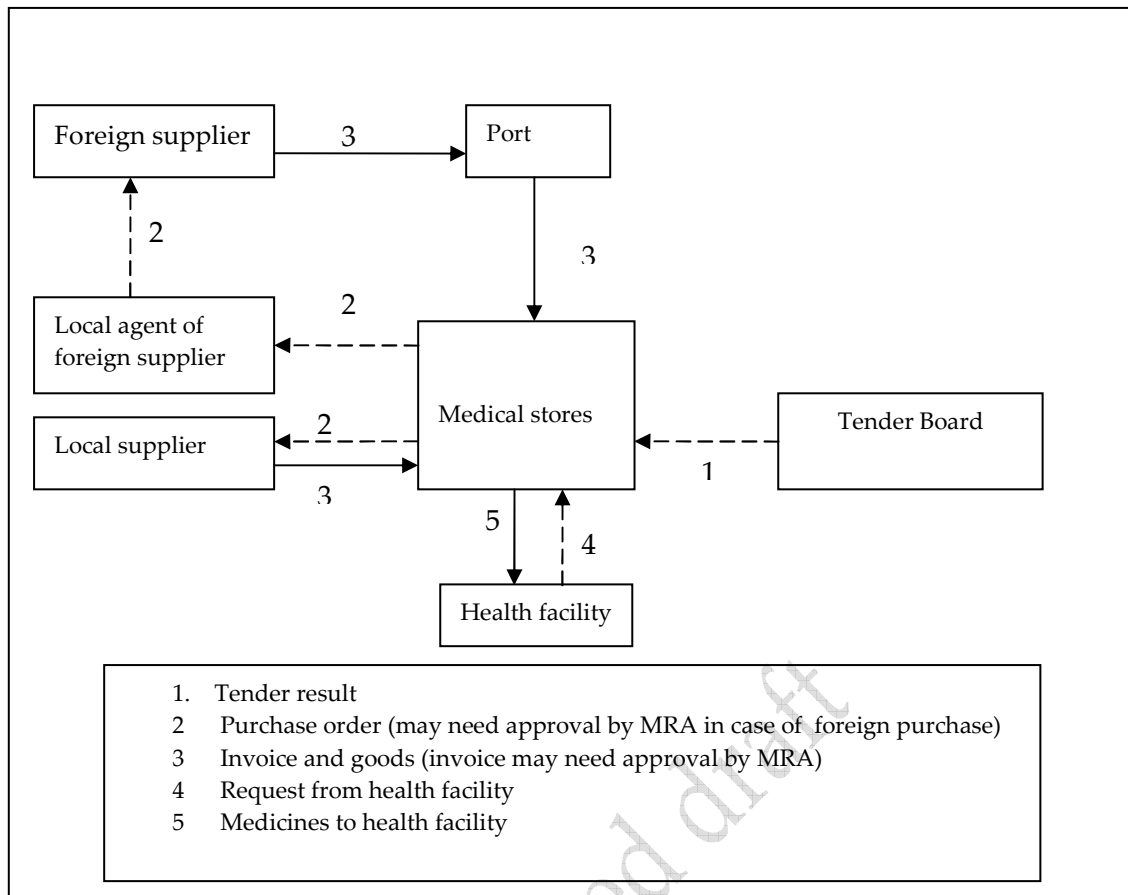 Foreign supplier
3
Port
2
3
Local agent of
foreign supplier
2
Medical stores
Tender Board
Local supplier
2
3
1
5
4
Health facility
1. Tender result
2 Purchase order (may need approval by MRA in case of foreign purchase)
3 Invoice and goods (invoice may need approval by MRA)
4 Request from health facility
5 Medicines to health facility
draft